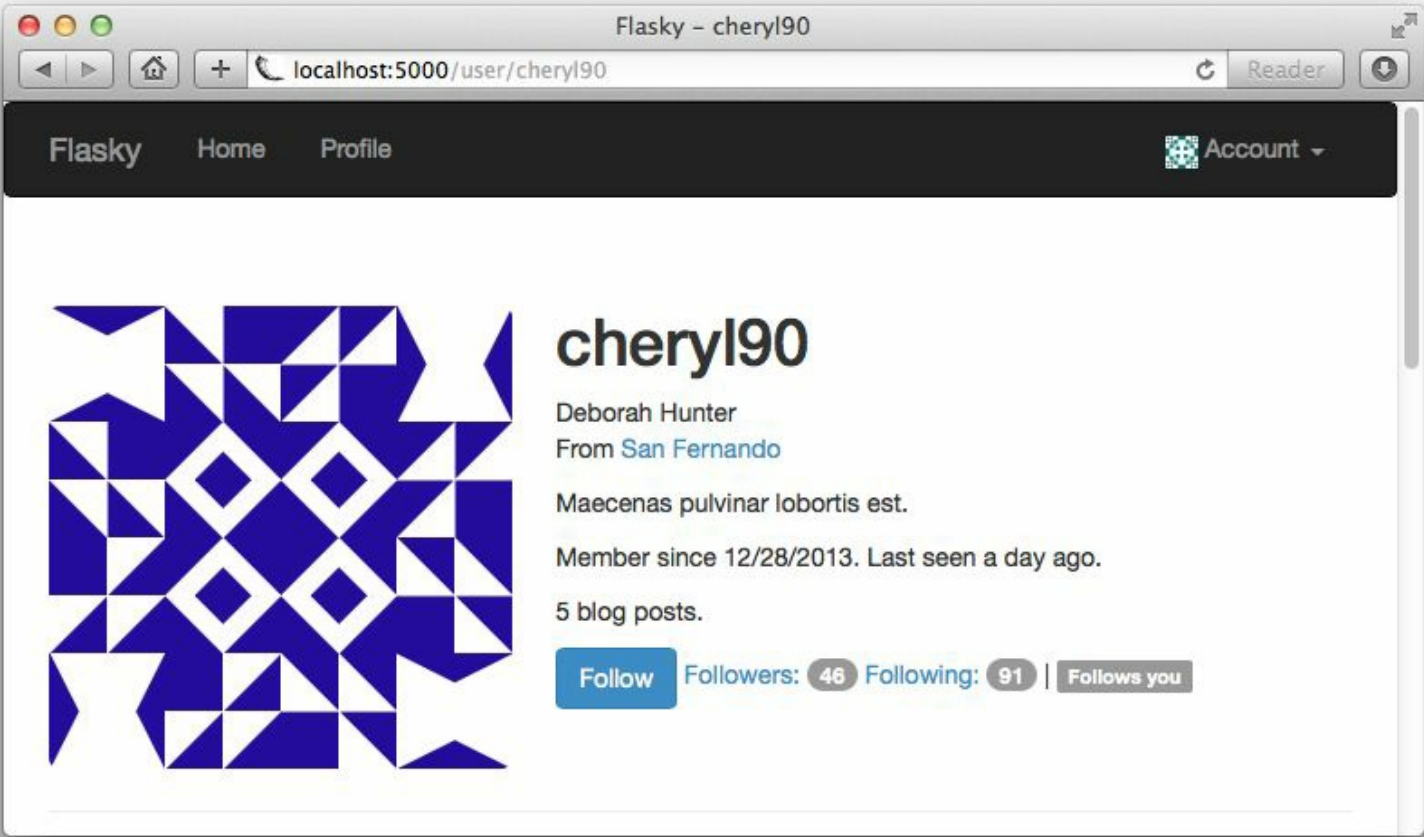 Flasky – cheryl90
localhost:5000/user/cheryl90
Reader
Flasky Home Profile Account
cheryl90
Deborah Hunter
From San Fernando
Maecenas pulvinar lobortis est.
Member since 12/28/2013. Last seen a day ago.
5 blog posts.
Follow Followers: 46 Following: 91 | Follows you